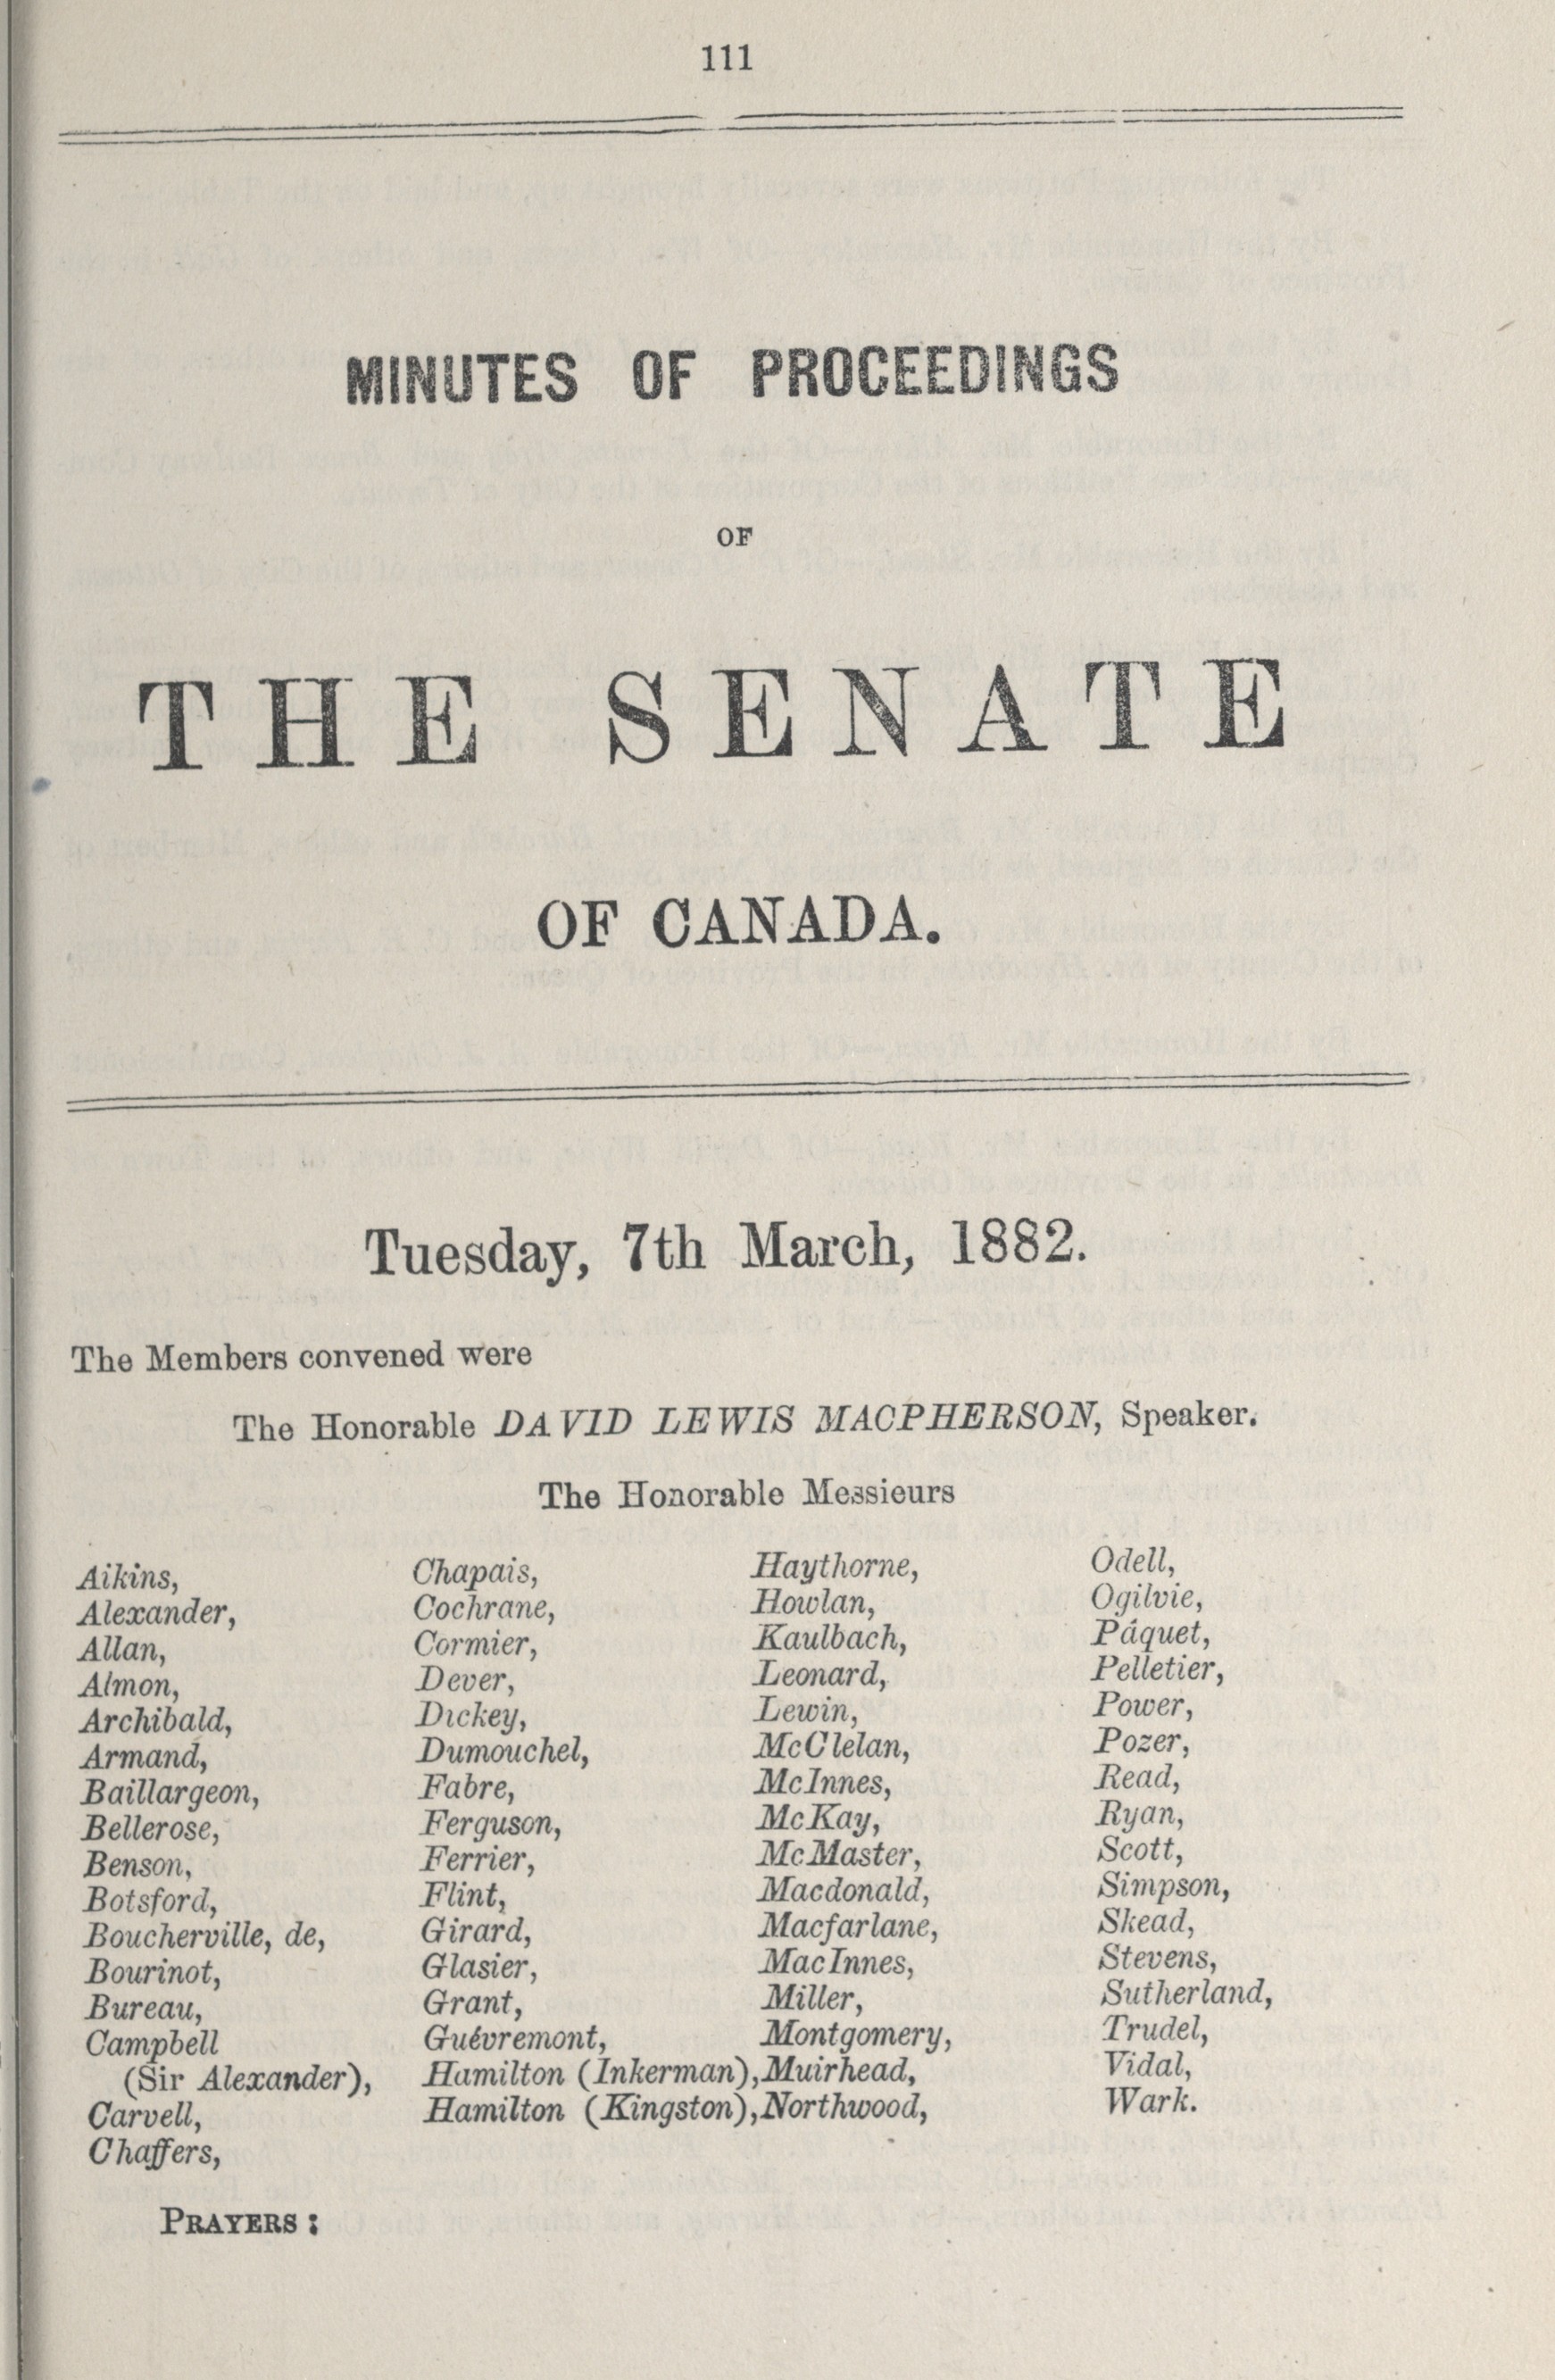 111
MINUTES OF PROCEEDINGS
OF
THE SENATE
OF CANADA.
Tuesday, 7th March, 1882.
The Members convened were
The Honorable DAVID LEWIS MACPHERSON, Speaker.
The Honorable Messieurs
Aikins,
Alexander,
Allan,
Almon,
Archibald,
Armand,
Baillargeon,
Bellerose,
Benson,
Botsford,
Boucherville, de,
Bourinot,
Bureau,
Campbell
(Sir Alexander),
Carvell,
Chaffers,
Chapais,
Cochrane,
Cormier,
Dever,
Dickey,
Dumouchel,
Fabre,
Ferguson,
Ferrier,
Flint,
Girard,
Glasier,
Grant,
Guévremont,
Hamilton (Inkerman),
Hamilton (Kingston),
Haythorne,
Howlan,
Kaulbach,
Leonard,
Lewin,
McClelan,
McInnes,
McKay,
McMaster,
Macdonald,
Macfarlane,
MacInnes,
Miller,
Montgomery,
Muirhead,
Northwood,
Odell,
Ogilvie,
Pâquet,
Pelletier,
Power,
Pozer,
Read,
Ryan,
Scott,
Simpson,
Skead,
Stevens,
Sutherland,
Trudel,
Vidal,
Wark.
PRAYERS: